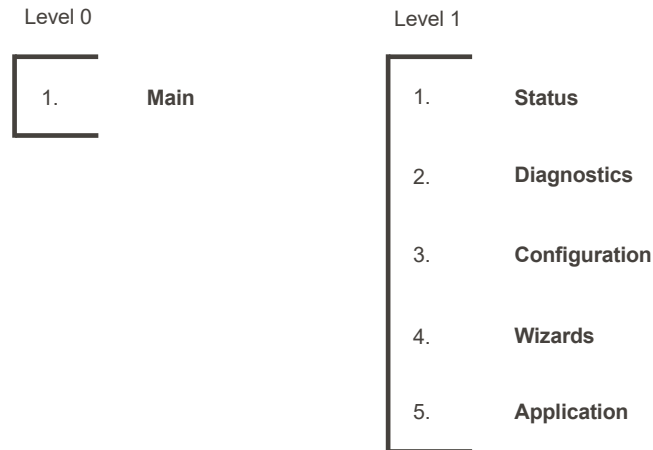 Level 0
1. Main
Level 1
1. Status
2. Diagnostics
3. Configuration
4. Wizards
5. Application